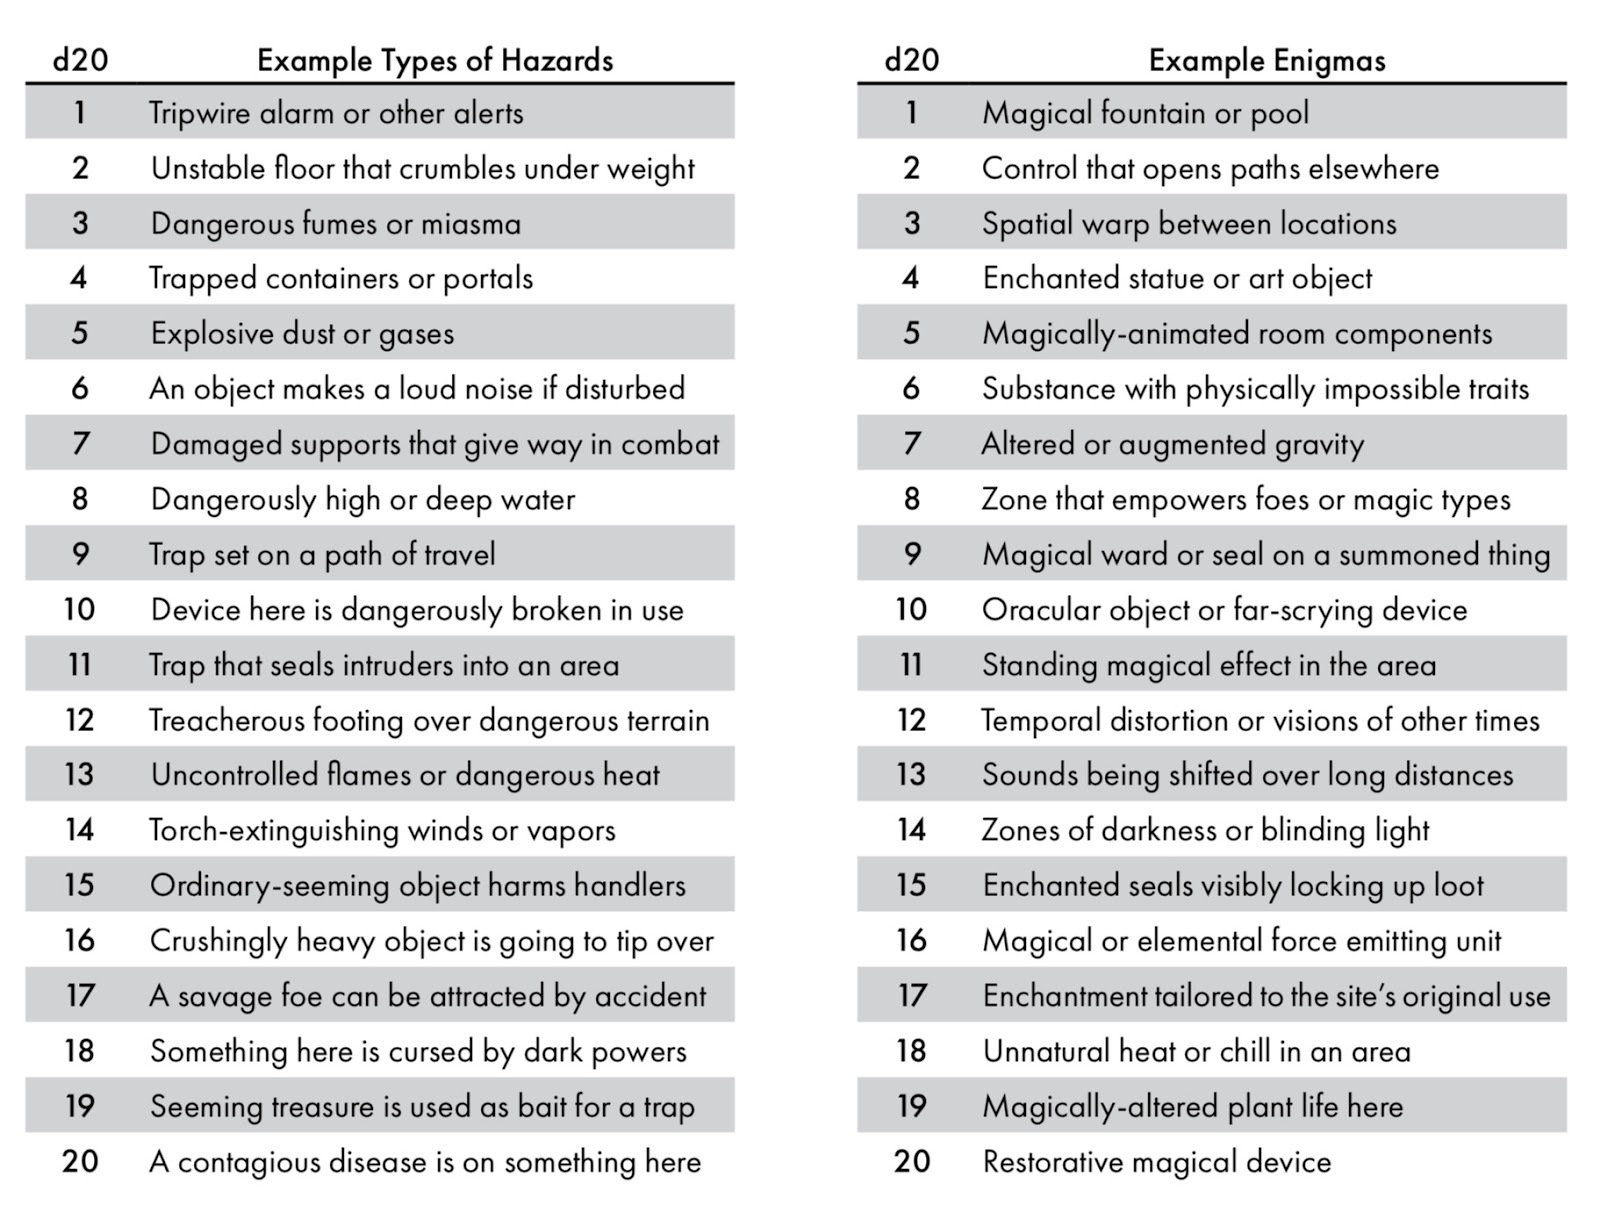 d20 Example Types of Hazards
1 Tripwire alarm or other alerts
2 Unstable floor that crumbles under weight
3 Dangerous fumes or miasma
4 Trapped containers or portals
5 Explosive dust or gases
6 An object makes a loud noise if disturbed
7 Damaged supports that give way in combat
8 Dangerously high or deep water
9 Trap set on a path of travel
10 Device here is dangerously broken in use
11 Trap that seals intruders into an area
12 Treacherous footing over dangerous terrain
13 Uncontrolled flames or dangerous heat
14 Torch-extinguishing winds or vapors
15 Ordinary-seeming object harms handlers
16 Crushingly heavy object is going to tip over
17 A savage foe can be attracted by accident
18 Something here is cursed by dark powers
19 Seeming treasure is used as bait for a trap
20 A contagious disease is on something here
d20 Example Enigmas
1 Magical fountain or pool
2 Control that opens paths elsewhere
3 Spatial warp between locations
4 Enchanted statue or art object
5 Magically-animated room components
6 Substance with physically impossible traits
7 Altered or augmented gravity
8 Zone that empowers foes or magic types
9 Magical ward or seal on a summoned thing
10 Oracular object or far-scrying device
11 Standing magical effect in the area
12 Temporal distortion or visions of other times
13 Sounds being shifted over long distances
14 Zones of darkness or blinding light
15 Enchanted seals visibly locking up loot
16 Magical or elemental force emitting unit
17 Enchantment tailored to the site's original use
18 Unnatural heat or chill in an area
19 Magically-altered plant life here
20 Restorative magical device